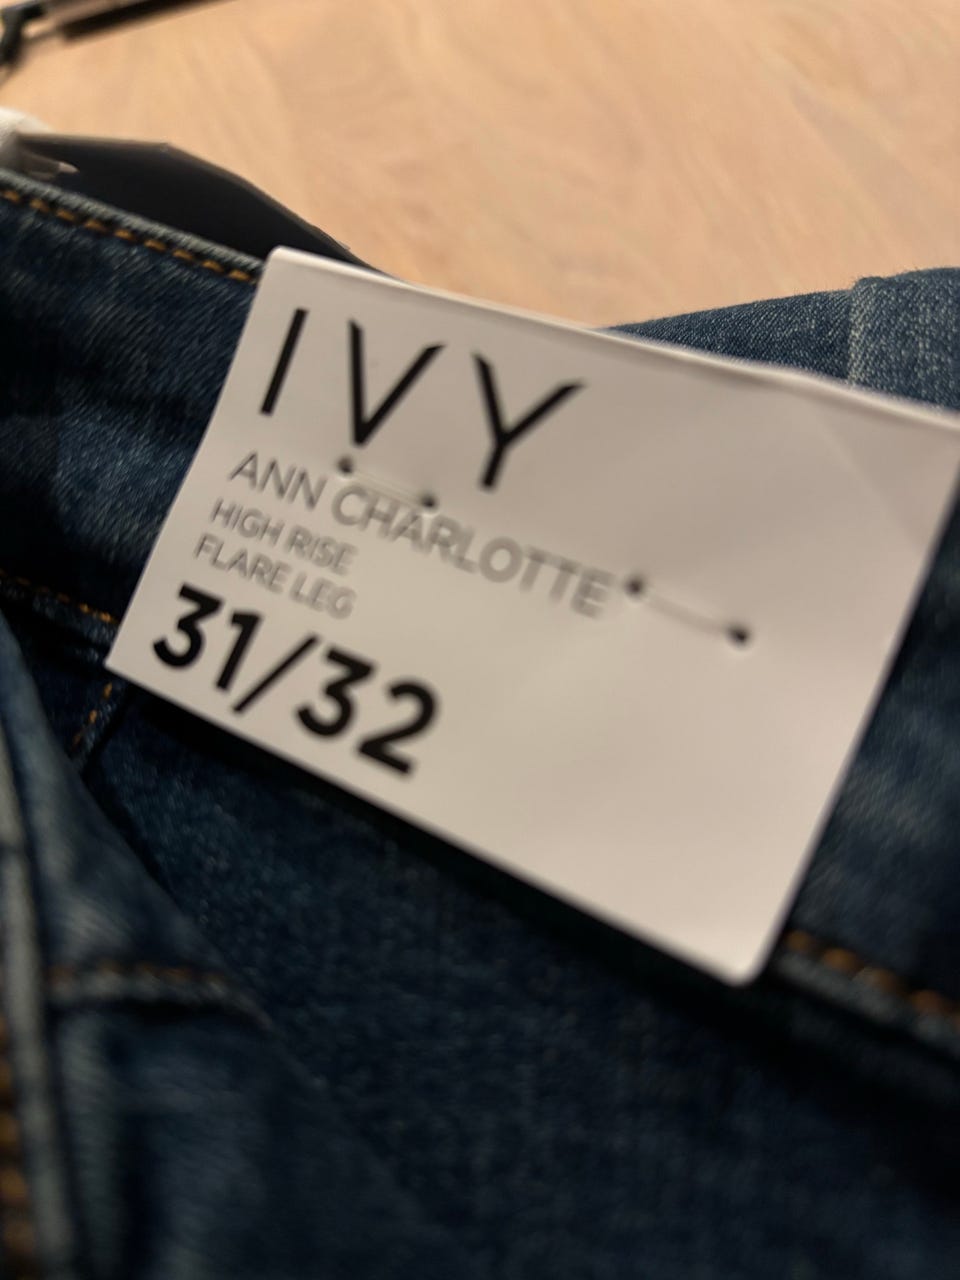 IVY
ANN CHARLOTTE
HIGH RISE
FLARE LEG
31/32